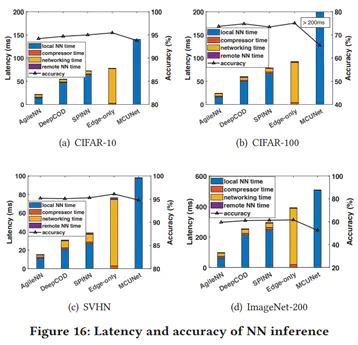 200
100
local NN time
compressor time
150
95
networking time
remote NN time
accuracy
100
90
50
85
0
80
Latency (ms)
Accuracy (%)
AgileNN
DeepCOD
SPINN
Edge-only
MCUNet
(a) CIFAR-10
200
80
local NN time
> 200ms
compressor time
150
70
networking time
remote NN time
accuracy
100
60
50
50
0
40
Latency (ms)
Accuracy (%)
AgileNN
DeepCOD
SPINN
Edge-only
MCUNet
(b) CIFAR-100
100
100
local NN time
compressor time
networking time
95
remote NN time
accuracy
50
90
85
0
80
Latency (ms)
Accuracy (%)
AgileNN
DeepCOD
SPINN
Edge-only
MCUNet
(c) SVHN
600
100
local NN time
compressor time
networking time
80
400
remote NN time
accuracy
60
200
40
0
20
Latency (ms)
Accuracy (%)
AgileNN
DeepCOD
SPINN
Edge-only
MCUNet
(d) ImageNet-200
Figure 16: Latency and accuracy of NN inference